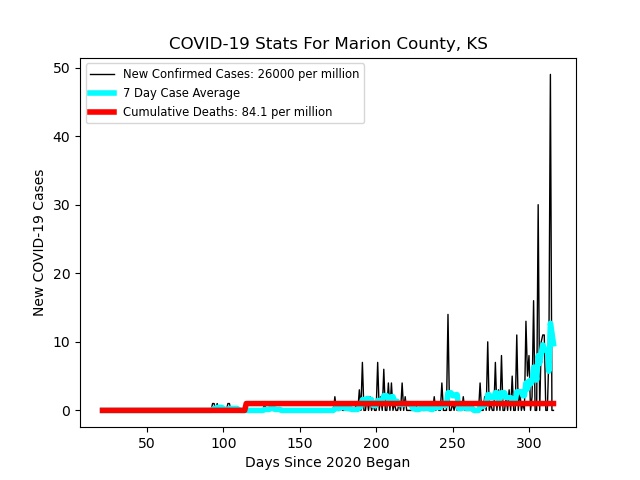 COVID-19 Stats For Marion County, KS
New Confirmed Cases: 26000 per million
7 Day Case Average
Cumulative Deaths: 84.1 per million
New COVID-19 Cases
50
40
30
20
10
0
50 100 150 200 250 300
Days Since 2020 Began